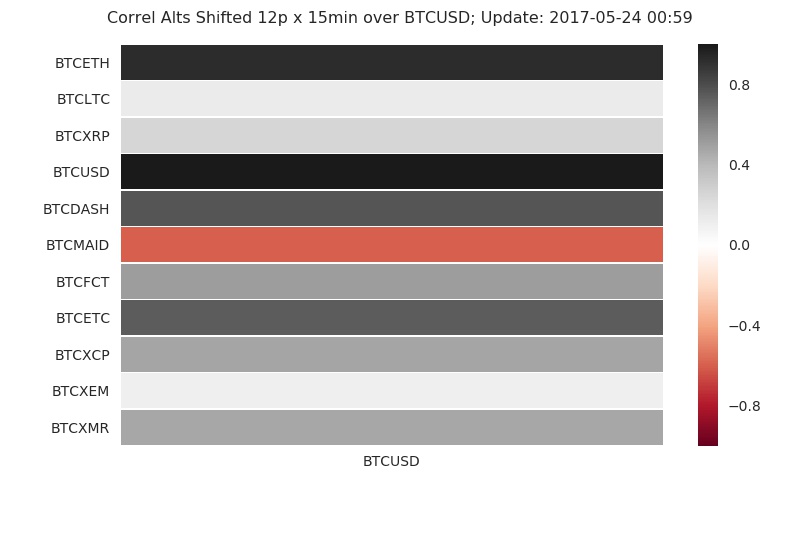 Correl Alts Shifted 12p x 15min over BTCUSD; Update: 2017-05-24 00:59
BTCETH
BTCLTC
BTCXRP
BTCUSD
BTCDASH
BTCMAID
BTCFCT
BTCETC
BTCXCP
BTCXEM
BTCXMR
BTCUSD
0.8
0.4
0.0
−0.4
−0.8